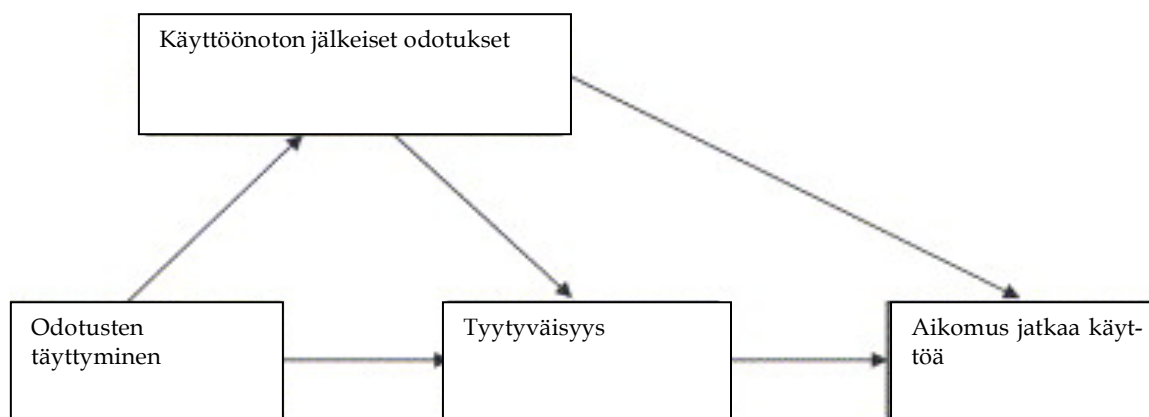 Käyttöönoton jälkeiset odotukset
Odotusten
täyttyminen
Tyytyväisyys
Aikomus jatkaa käyt-
töä